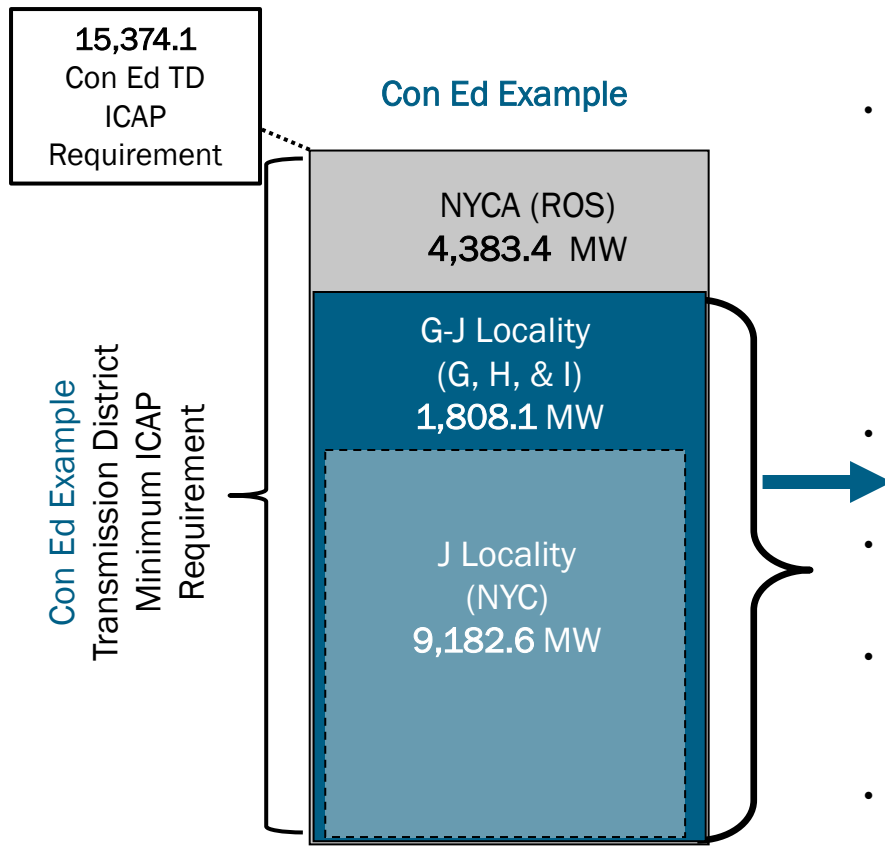 15,374.1
Con Ed TD
ICAP
Requirement
Con Ed Example
NYCA (ROS)
4,383.4 MW
G-J Locality
(G, H, & I)
1,808.1 MW
J Locality
(NYC)
9,182.6 MW
Con Ed Example
Transmission District
Minimum ICAP
Requirement